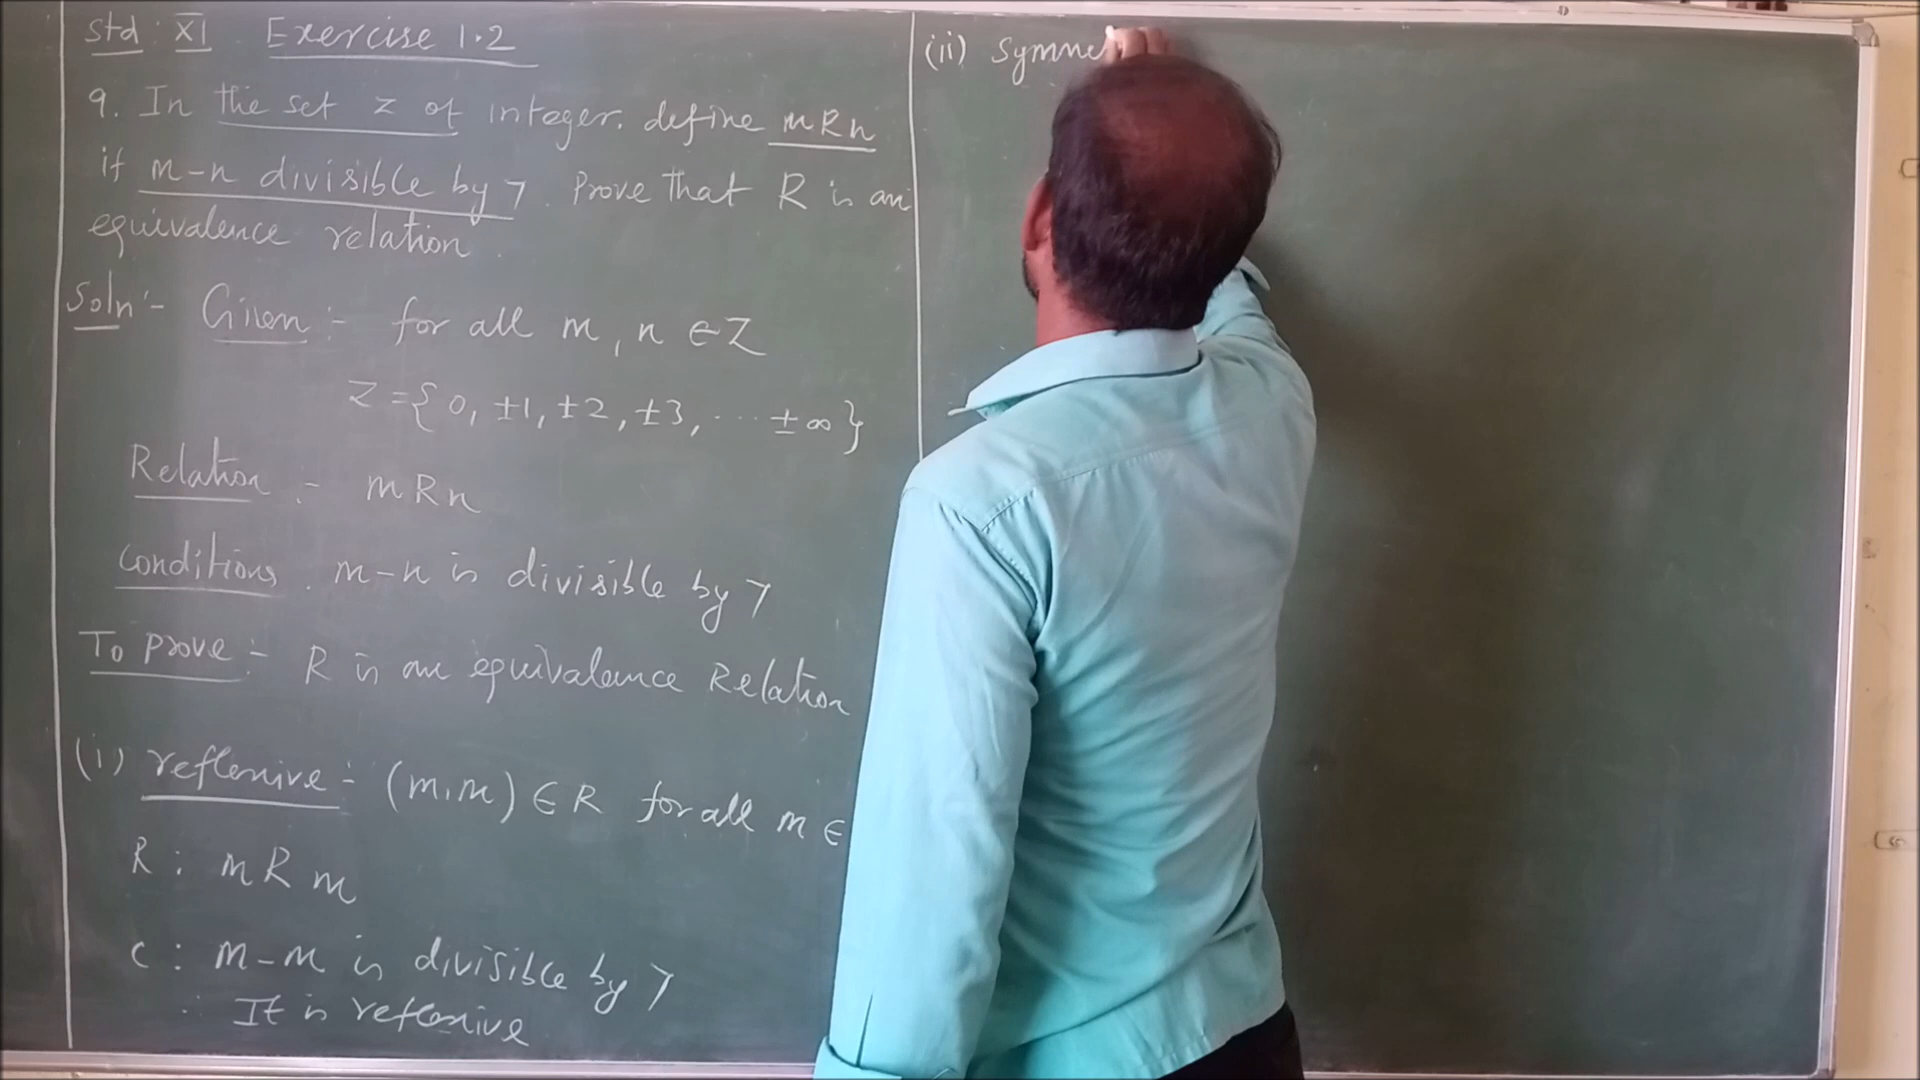 Std : XI Exercise 1.2
9. In the set Z of integer. define mRn
if m-n divisible by 7. Prove that R is an
equivalence relation.
Soln :- Given :- for all m, n ∈ Z
Z = {0, ±1, ±2, ±3, ... ±∞}
Relation :- mRn
Conditions. m-n is divisible by 7
To prove :- R is an equivalence Relation
(i) reflexive :- (m,m) ∈ R for all m ∈
R : m R m
C : m-m is divisible by 7
∴ It is reflexive
(ii) Symme